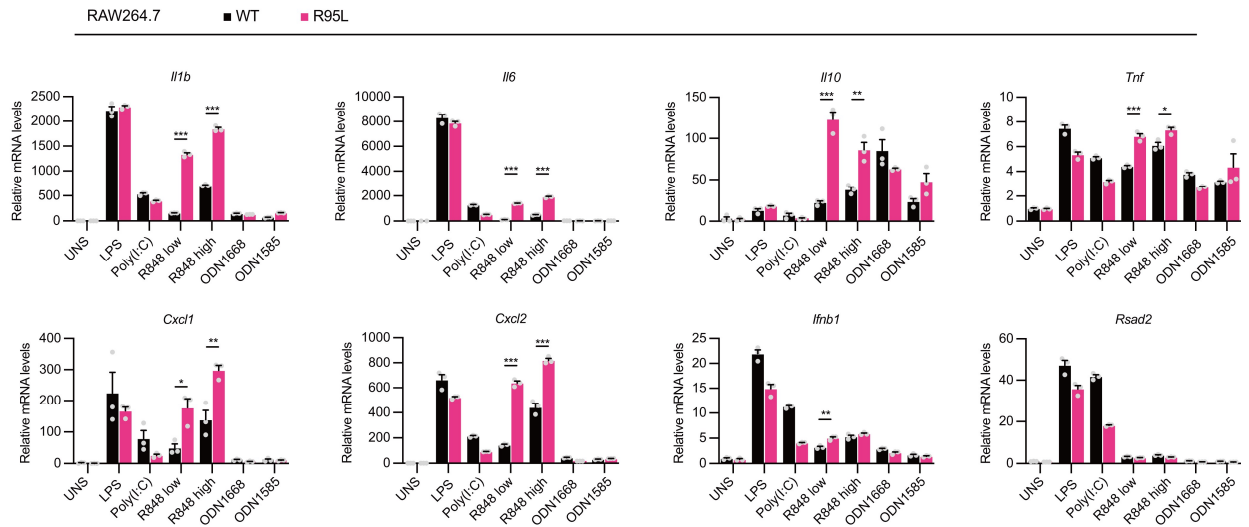 RAW264.7 WT R95L
Il1b
Relative mRNA levels
2500
2000
1500
1000
500
0
***
***
UNS
LPS
Poly(I:C)
R848 low
R848 high
ODN1668
ODN1585
Il6
Relative mRNA levels
10000
8000
6000
4000
2000
0
***
***
UNS
LPS
Poly(I:C)
R848 low
R848 high
ODN1668
ODN1585
Il10
Relative mRNA levels
150
100
50
0
***
**
UNS
LPS
Poly(I:C)
R848 low
R848 high
ODN1668
ODN1585
Tnf
Relative mRNA levels
10
8
6
4
2
0
***
*
UNS
LPS
Poly(I:C)
R848 low
R848 high
ODN1668
ODN1585
Cxcl1
Relative mRNA levels
400
300
200
100
0
*
**
UNS
LPS
Poly(I:C)
R848 low
R848 high
ODN1668
ODN1585
Cxcl2
Relative mRNA levels
1000
800
600
400
200
0
***
***
UNS
LPS
Poly(I:C)
R848 low
R848 high
ODN1668
ODN1585
Ifnb1
Relative mRNA levels
25
20
15
10
5
0
**
UNS
LPS
Poly(I:C)
R848 low
R848 high
ODN1668
ODN1585
Rsad2
Relative mRNA levels
60
40
20
0
UNS
LPS
Poly(I:C)
R848 low
R848 high
ODN1668
ODN1585